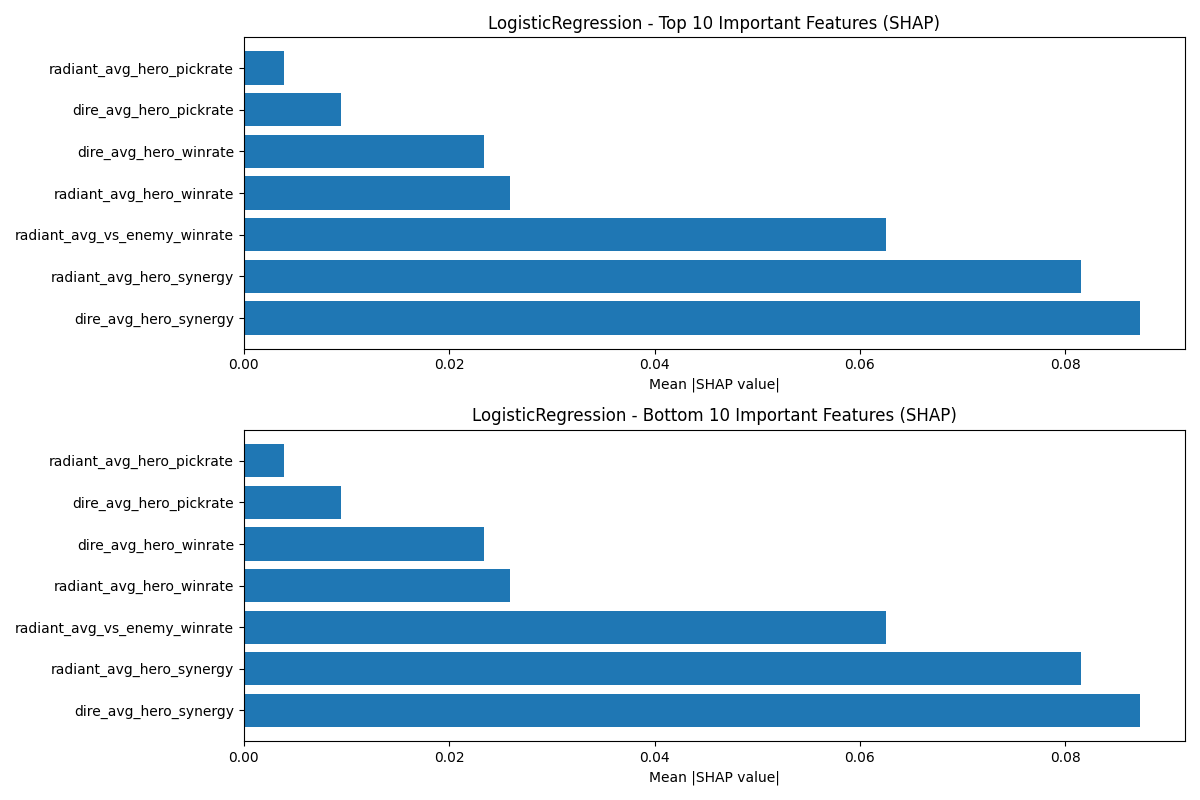 LogisticRegression - Top 10 Important Features (SHAP)
radiant_avg_hero_pickrate
dire_avg_hero_pickrate
dire_avg_hero_winrate
radiant_avg_hero_winrate
radiant_avg_vs_enemy_winrate
radiant_avg_hero_synergy
dire_avg_hero_synergy
0.00 0.02 0.04 0.06 0.08
Mean |SHAP value|
LogisticRegression - Bottom 10 Important Features (SHAP)
radiant_avg_hero_pickrate
dire_avg_hero_pickrate
dire_avg_hero_winrate
radiant_avg_hero_winrate
radiant_avg_vs_enemy_winrate
radiant_avg_hero_synergy
dire_avg_hero_synergy
0.00 0.02 0.04 0.06 0.08
Mean |SHAP value|